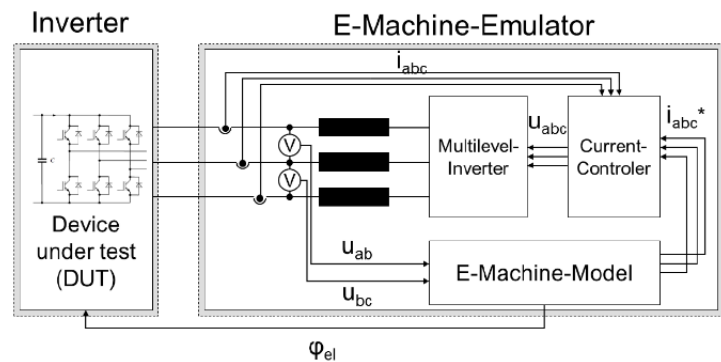 Inverter
E-Machine-Emulator
i_abc
u_abc
i_abc*
Multilevel-
Inverter
Current-
Controler
V
V
c
Device
under test
(DUT)
u_ab
u_bc
E-Machine-Model
φ_el